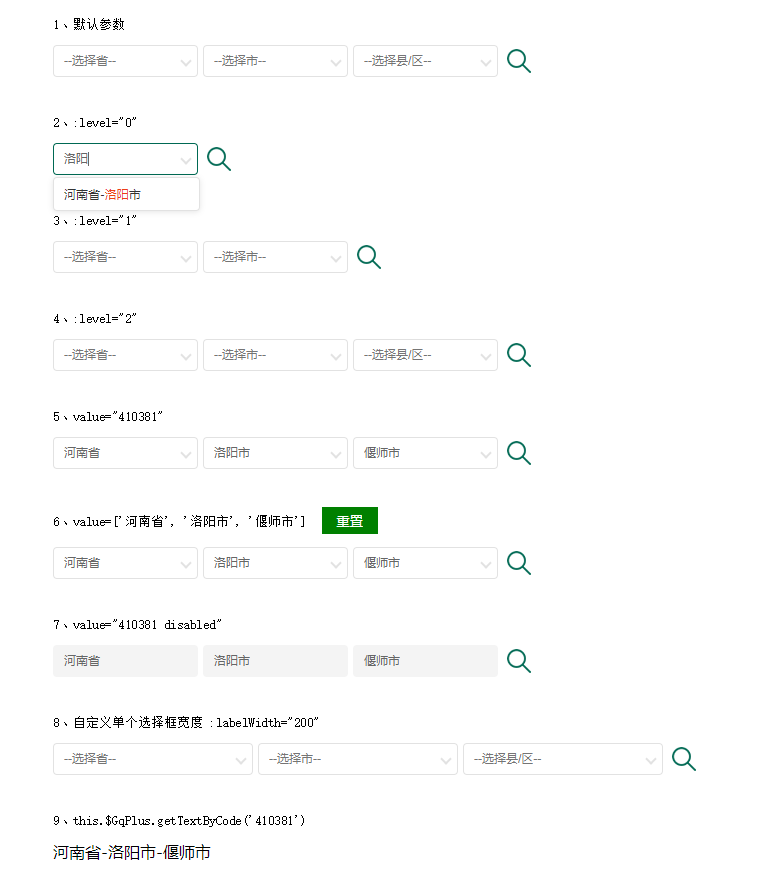 1、默认参数
--选择省-- --选择市-- --选择县/区--
2、:level="0"
洛阳
河南省-洛阳市
3、:level="1"
--选择省-- --选择市--
4、:level="2"
--选择省-- --选择市-- --选择县/区--
5、value="410381"
河南省 洛阳市 偃师市
6、value=['河南省', '洛阳市', '偃师市'] 重置
河南省 洛阳市 偃师市
7、value="410381 disabled"
河南省 洛阳市 偃师市
8、自定义单个选择框宽度 :labelWidth="200"
--选择省-- --选择市-- --选择县/区--
9、this.$GqPlus.getTextByCode('410381')
河南省-洛阳市-偃师市